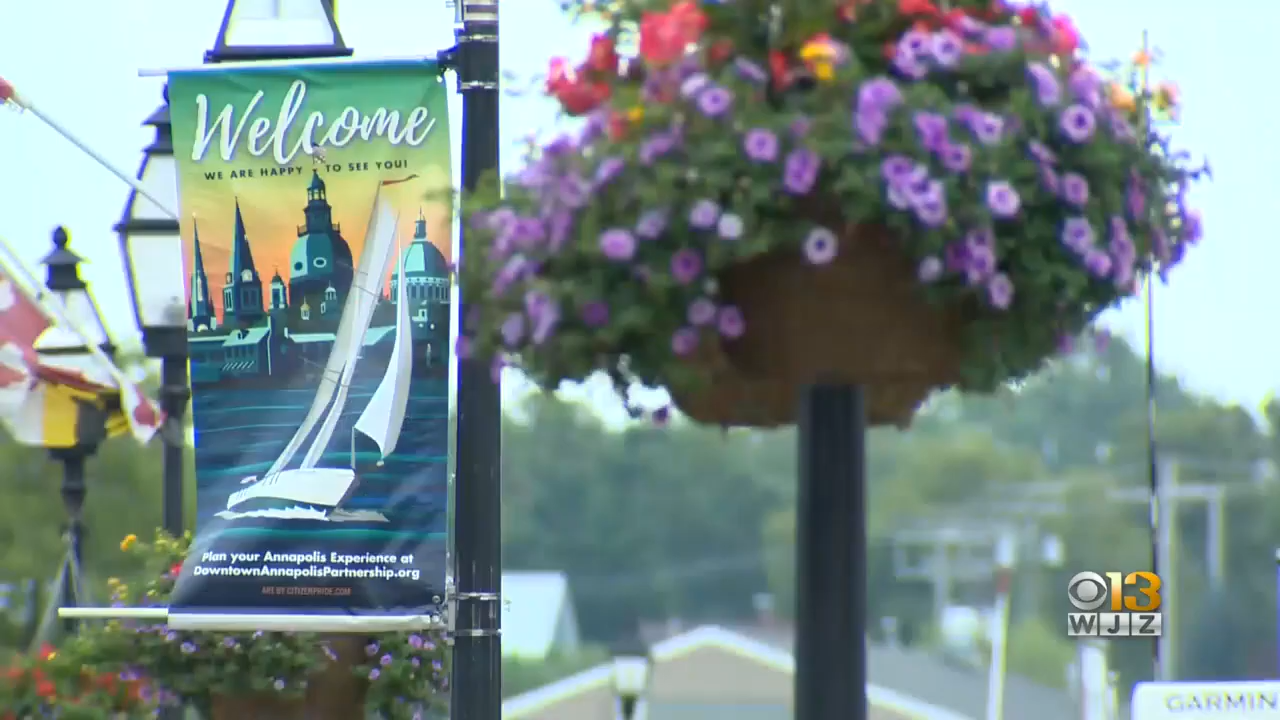 Welcome
WE ARE HAPPY TO SEE YOU!
Plan your Annapolis Experience at
DowntownAnnapolisPartnership.org
ART BY CITIZENPRIDE.COM
13
WJZ
GARMIN